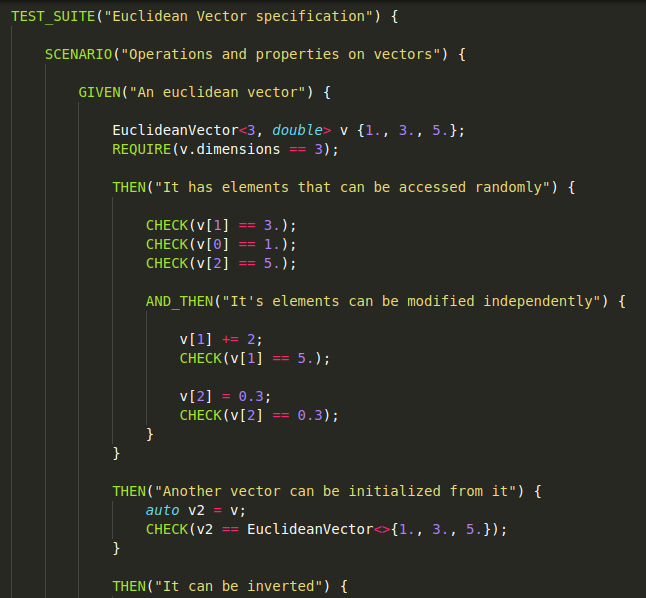 TEST_SUITE("Euclidean Vector specification") {
SCENARIO("Operations and properties on vectors") {
GIVEN("An euclidean vector") {
EuclideanVector<3, double> v {1., 3., 5.};
REQUIRE(v.dimensions == 3);
THEN("It has elements that can be accessed randomly") {
CHECK(v[1] == 3.);
CHECK(v[0] == 1.);
CHECK(v[2] == 5.);
AND_THEN("It's elements can be modified independently") {
v[1] += 2;
CHECK(v[1] == 5.);
v[2] = 0.3;
CHECK(v[2] == 0.3);
}
}
THEN("Another vector can be initialized from it") {
auto v2 = v;
CHECK(v2 == EuclideanVector<>{1., 3., 5.});
}
THEN("It can be inverted") {